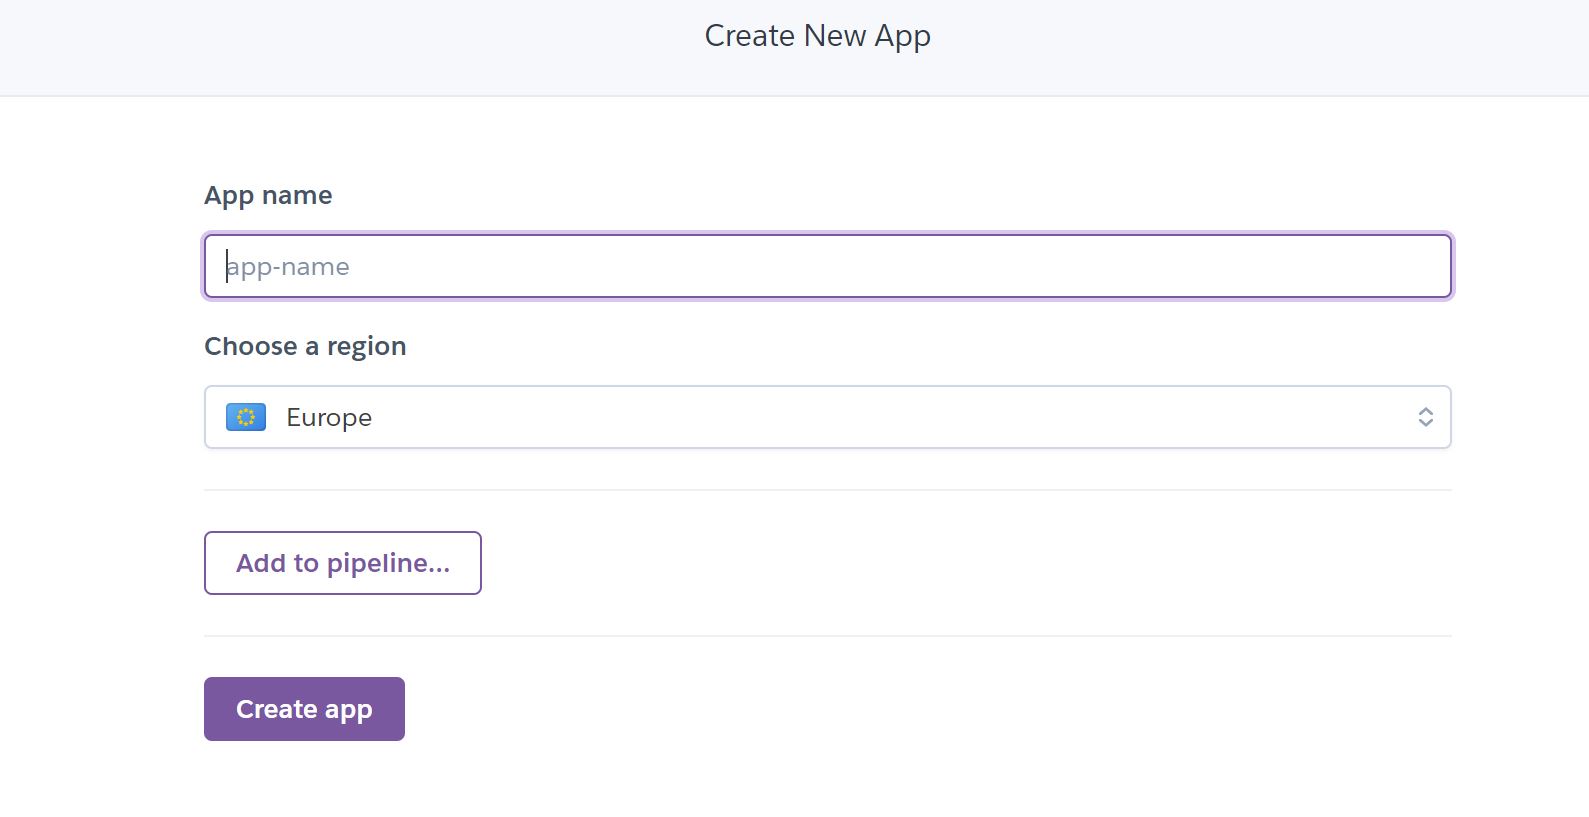 Create New App
App name
app-name
Choose a region
Europe
Add to pipeline...
Create app